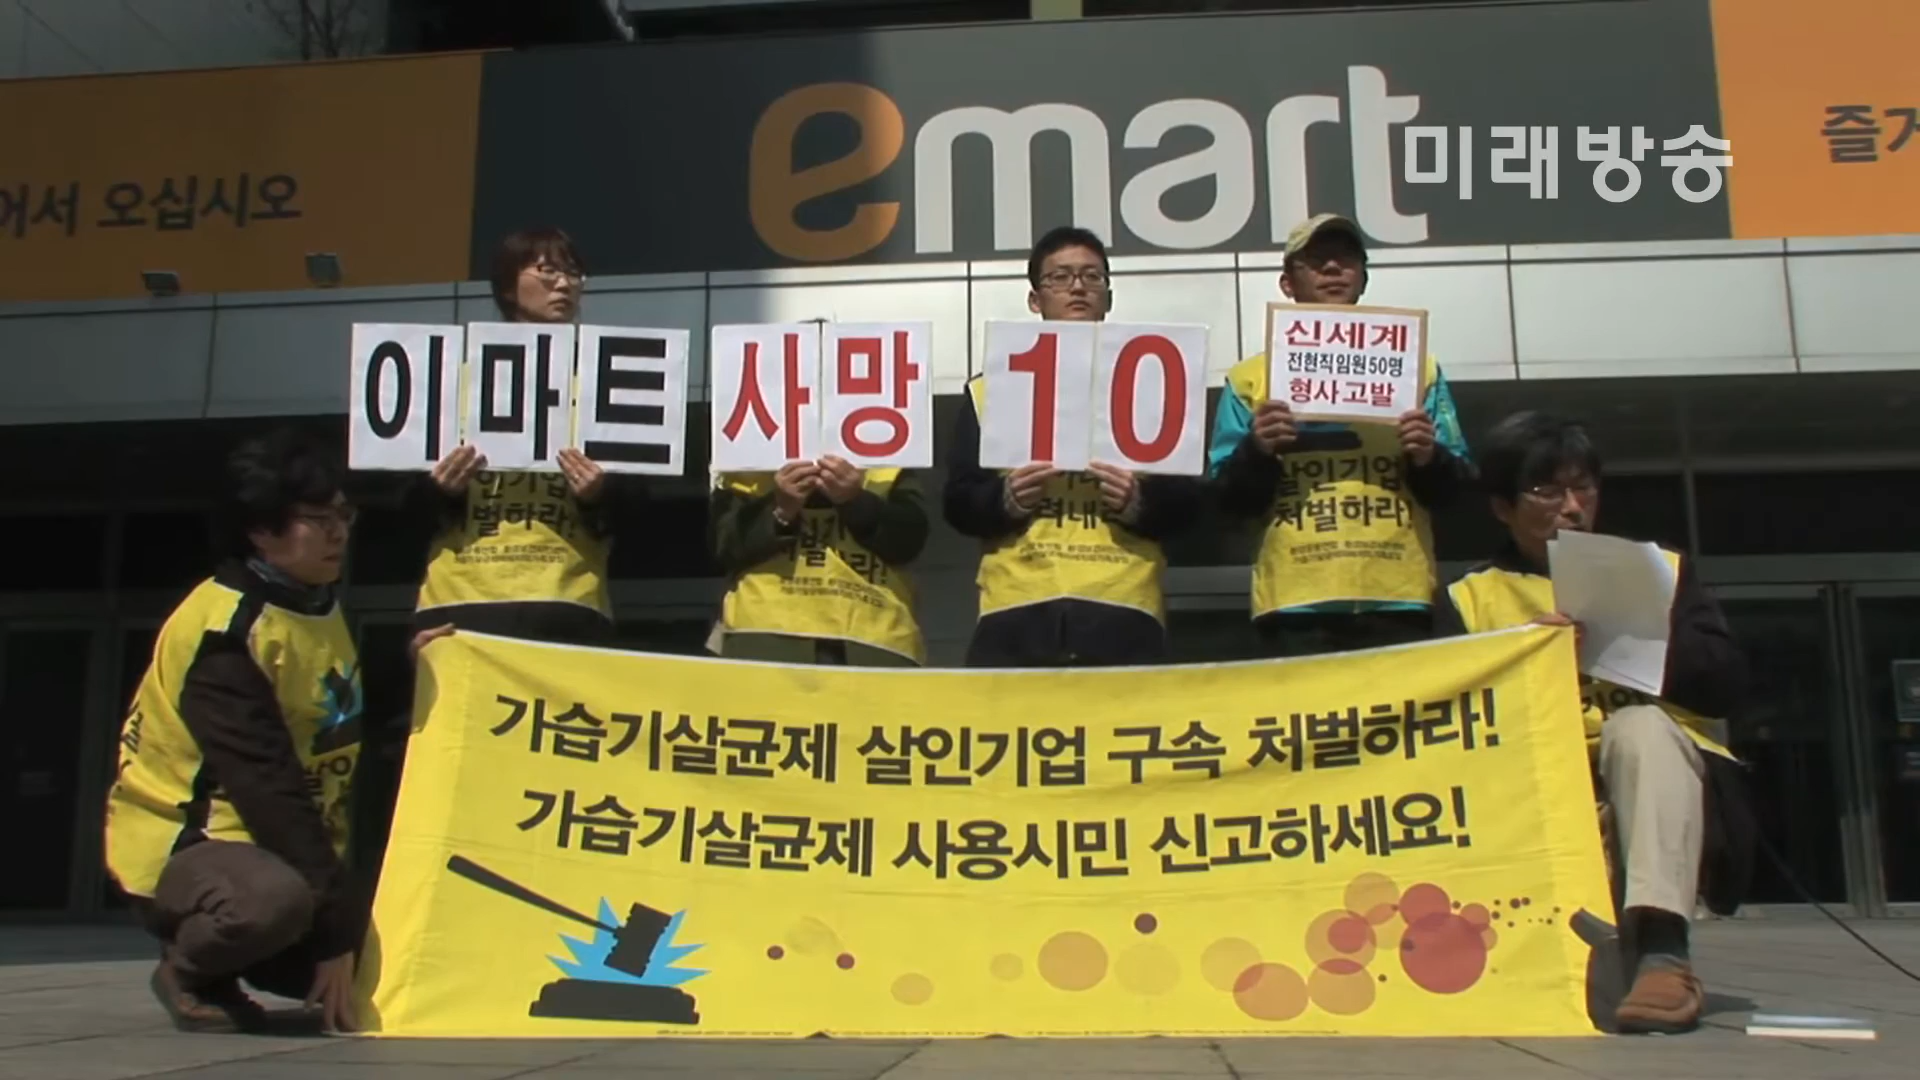 emart
미래방송
어서 오십시오
즐거
이마트 사망 10
신세계
전현직임원50명
형사고발
인기업
처벌하라!
살인기업
처벌하라!
가습기살균제 살인기업 구속 처벌하라!
가습기살균제 사용시민 신고하세요!